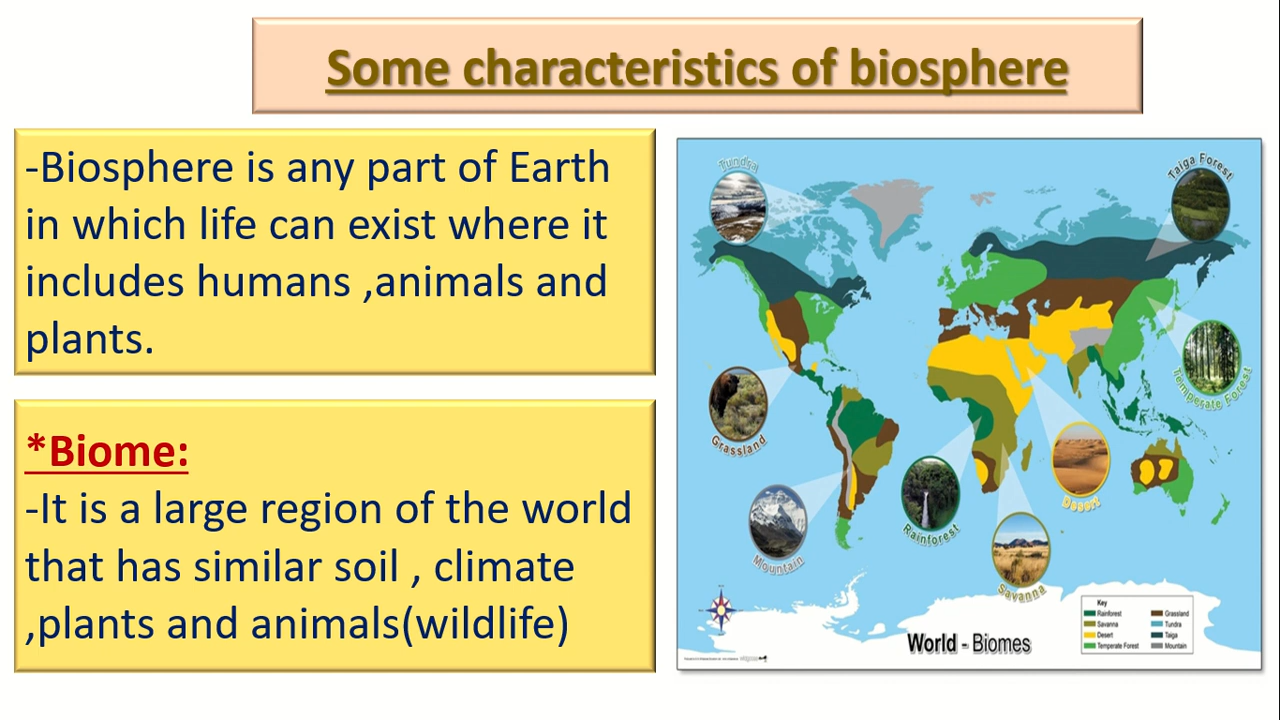 Some characteristics of biosphere
-Biosphere is any part of Earth
in which life can exist where it
includes humans ,animals and
plants.
*Biome:
-It is a large region of the world
that has similar soil , climate
,plants and animals(wildlife)
Tundra
Taiga Forest
Temperate Forest
Grassland
Desert
Rainforest
Mountain
Savanna
World - Biomes
Key
Rainforest
Savanna
Desert
Temperate Forest
Grassland
Tundra
Taiga
Mountain